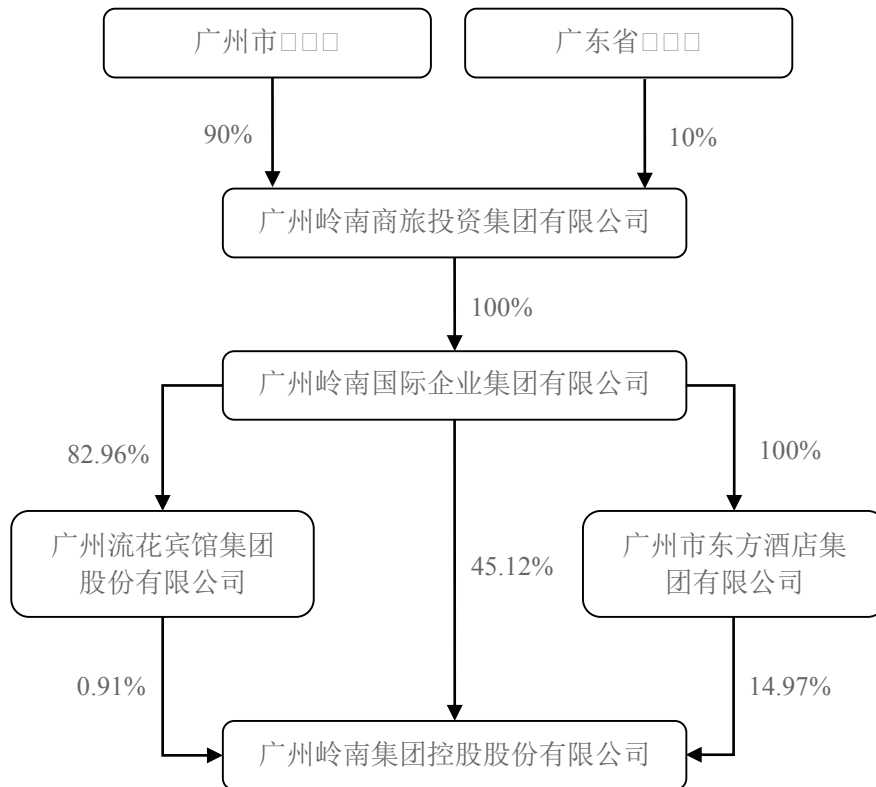 广州市□□□
广东省□□□
90%
10%
广州岭南商旅投资集团有限公司
100%
广州岭南国际企业集团有限公司
82.96%
100%
广州流花宾馆集团
股份有限公司
45.12%
广州市东方酒店集
团有限公司
0.91%
14.97%
广州岭南集团控股股份有限公司